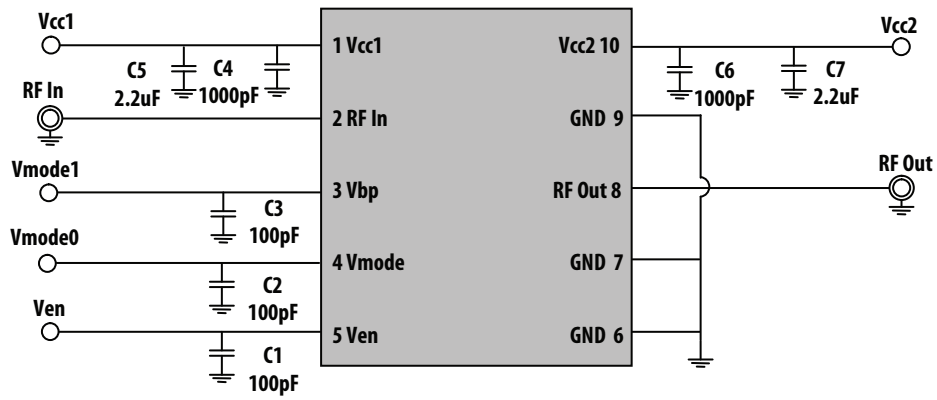 Vcc1
C5
2.2uF
C4
1000pF
RF In
Vmode1
C3
100pF
Vmode0
C2
100pF
Ven
C1
100pF
1 Vcc1
2 RF In
3 Vbp
4 Vmode
5 Ven
Vcc2 10
GND 9
RF Out 8
GND 7
GND 6
Vcc2
C6
1000pF
C7
2.2uF
RF Out